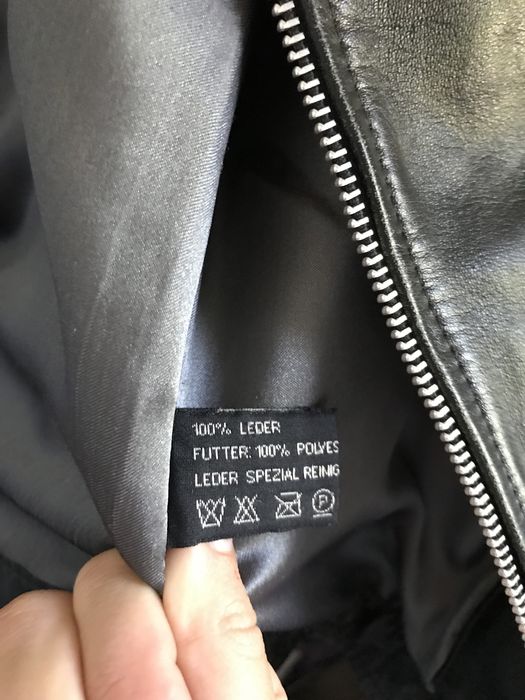 100% LEDER
FUTTER: 100% POLYES
LEDER SPEZIAL REINIG
P